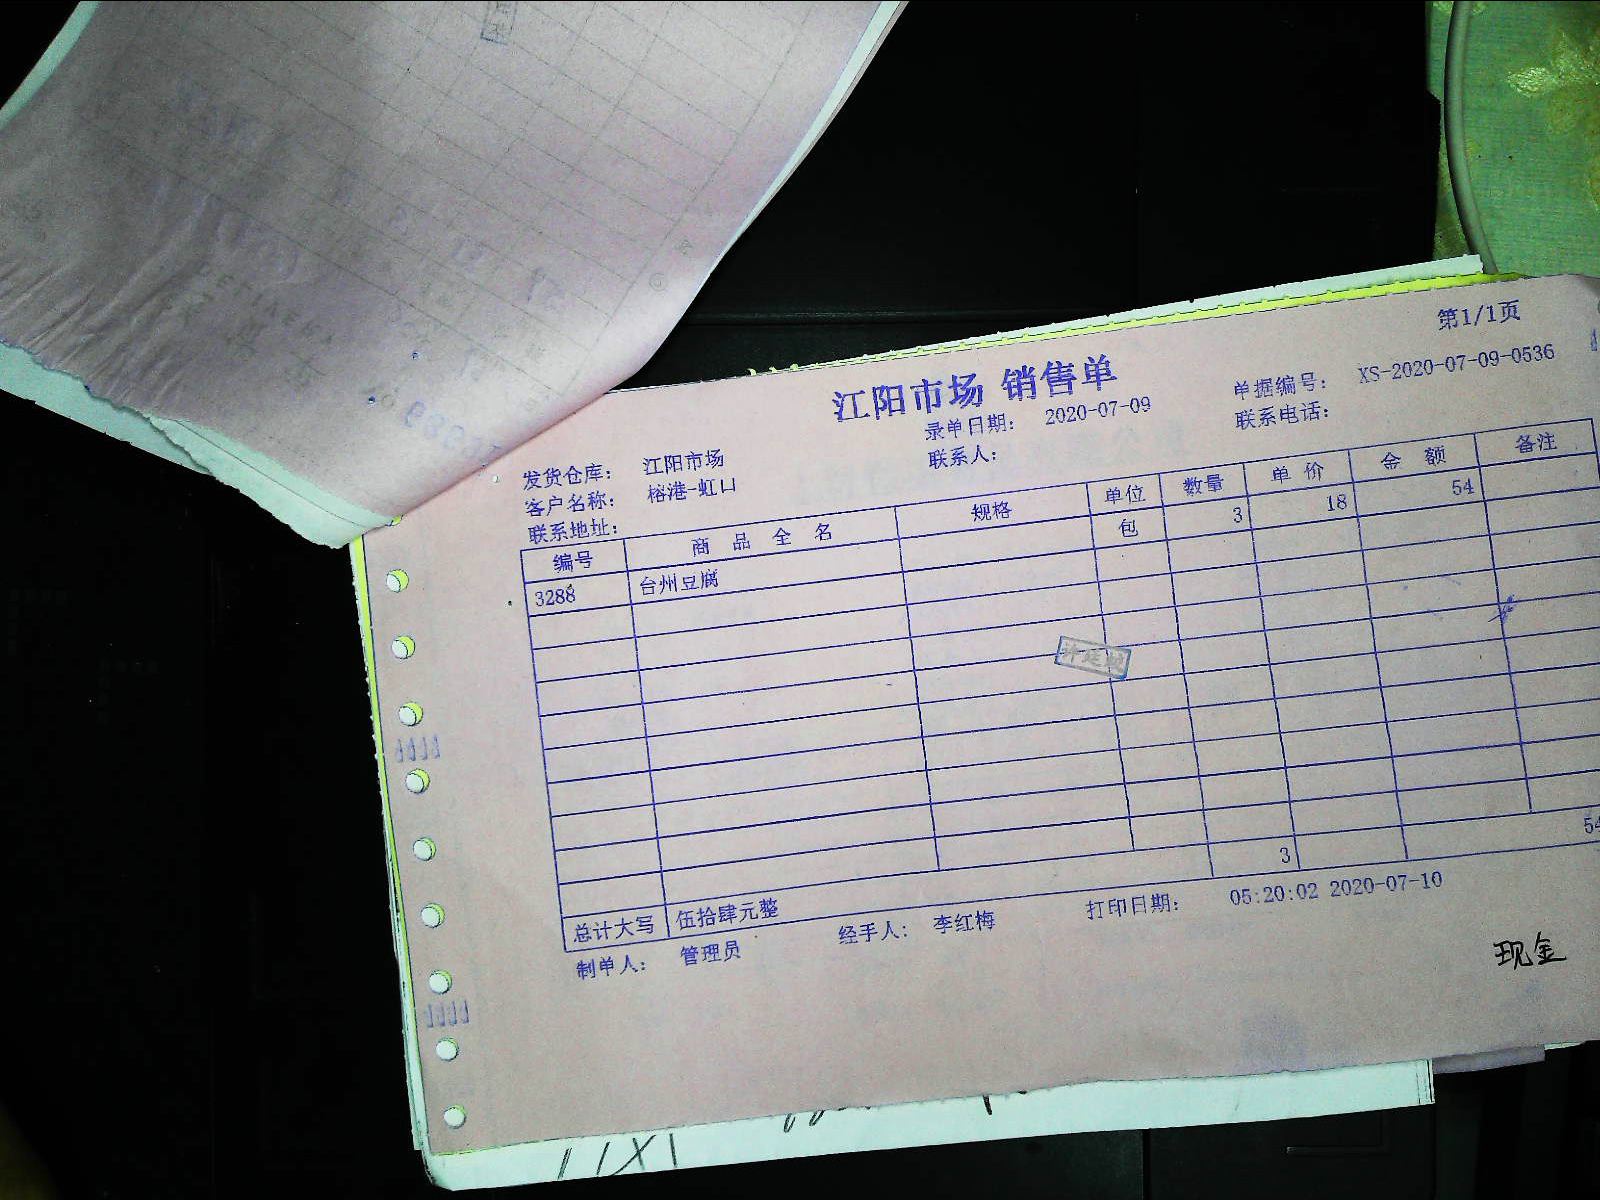 第1/1页
江阳市场 销售单
录单日期： 2020-07-09
单据编号： XS-2020-07-09-0536
发货仓库： 江阳市场
联系人：
联系电话：
客户名称： 榕港-虹口
联系地址：
编号 商品全名 规格 单位 数量 单价 金额 备注
3288 台州豆腐 包 3 18 54
3 54
总计大写 伍拾肆元整
制单人： 管理员 经手人： 李红梅 打印日期： 05:20:02 2020-07-10
现金